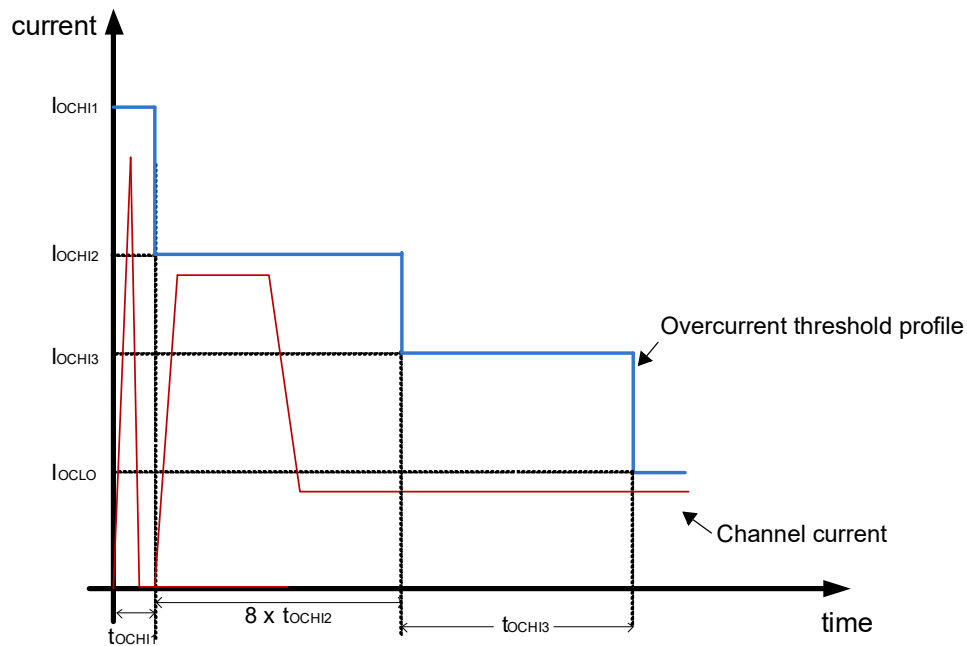 current
IOCHI1
IOCHI2
IOCHI3
IOCLO
Overcurrent threshold profile
Channel current
tOCHI1
8 x tOCHI2
tOCHI3
time